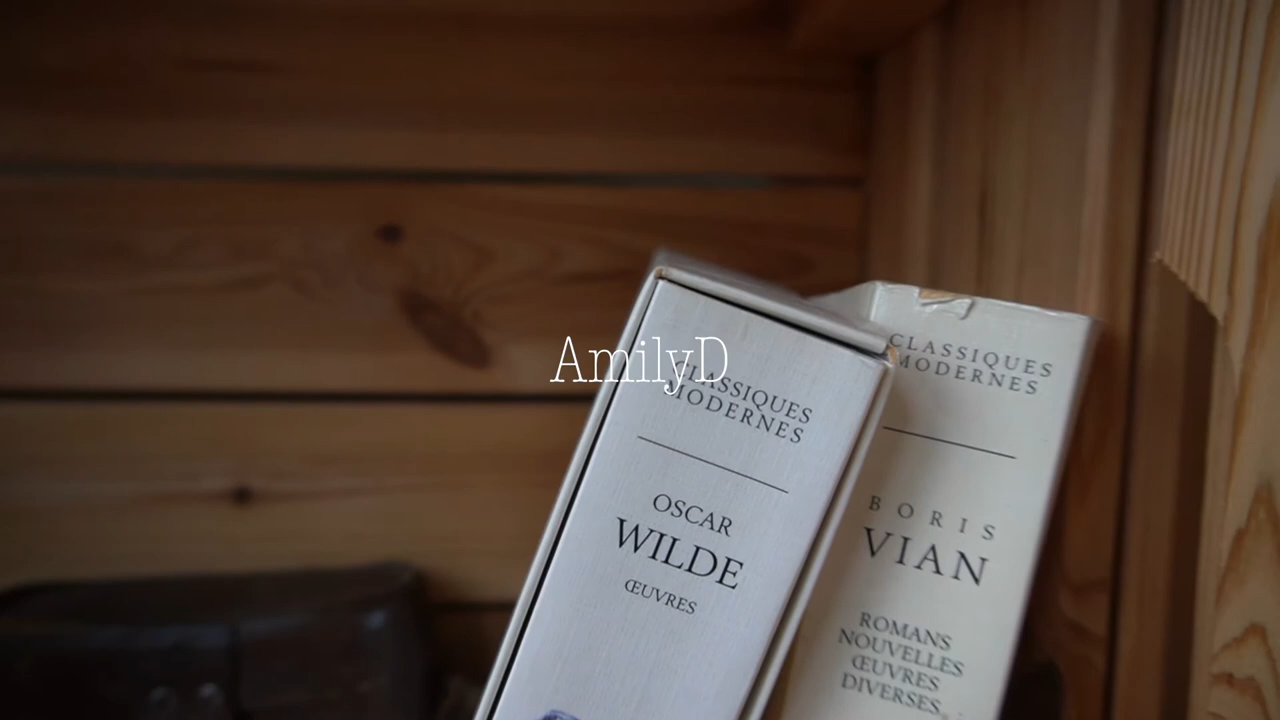 AmilyD
CLASSIQUES
MODERNES
OSCAR
WILDE
ŒUVRES
CLASSIQUES
MODERNES
BORIS
VIAN
ROMANS
NOUVELLES
ŒUVRES
DIVERSES